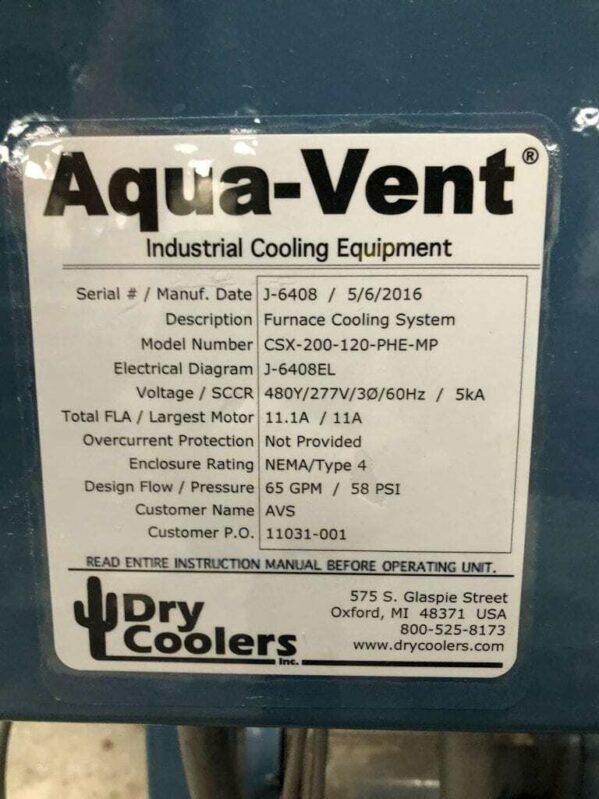 Aqua-Vent®
Industrial Cooling Equipment
Serial # / Manuf. Date J-6408 / 5/6/2016
Description Furnace Cooling System
Model Number CSX-200-120-PHE-MP
Electrical Diagram J-6408EL
Voltage / SCCR 480Y/277V/3Ø/60Hz / 5kA
Total FLA / Largest Motor 11.1A / 11A
Overcurrent Protection Not Provided
Enclosure Rating NEMA/Type 4
Design Flow / Pressure 65 GPM / 58 PSI
Customer Name AVS
Customer P.O. 11031-001
READ ENTIRE INSTRUCTION MANUAL BEFORE OPERATING UNIT.
Dry
Coolers
Inc.
575 S. Glaspie Street
Oxford, MI 48371 USA
800-525-8173
www.drycoolers.com